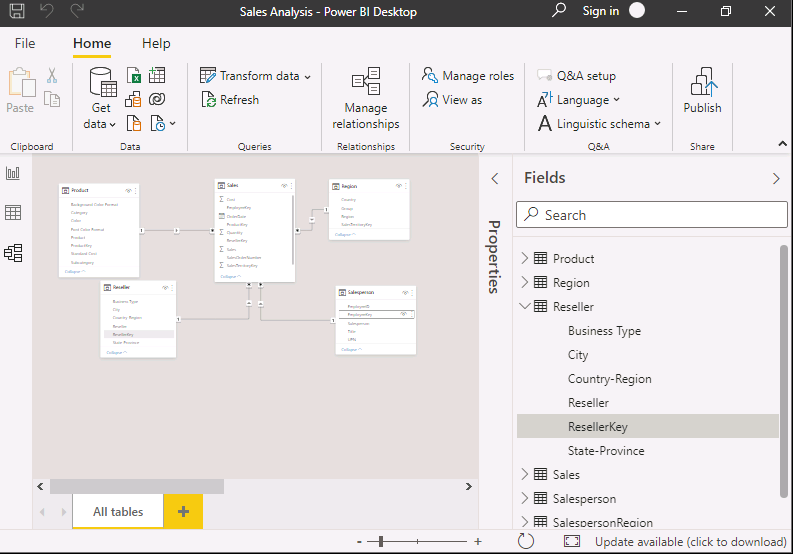 Sales Analysis - Power BI Desktop
Sign in
File
Home
Help
Paste
Get data
Transform data
Refresh
Manage relationships
Manage roles
View as
Q&A setup
Language
Linguistic schema
Publish
Clipboard
Data
Queries
Relationships
Security
Q&A
Share
Product
Background Color Format
Category
Color
Font Color Format
Product
ProductKey
Standard Cost
Subcategory
Collapse
Sales
Cost
EmployeeKey
OrderDate
ProductKey
Quantity
ResellerKey
Sales
SalesOrderNumber
SalesTerritoryKey
Collapse
Region
Country
Group
Region
SalesTerritoryKey
Collapse
Reseller
Business Type
City
Country-Region
Reseller
ResellerKey
State-Province
Collapse
Salesperson
EmployeeID
EmployeeKey
Salesperson
Title
UPN
Collapse
Properties
Fields
Search
Product
Region
Reseller
Business Type
City
Country-Region
Reseller
ResellerKey
State-Province
Sales
Salesperson
SalespersonRegion
All tables
Update available (click to download)